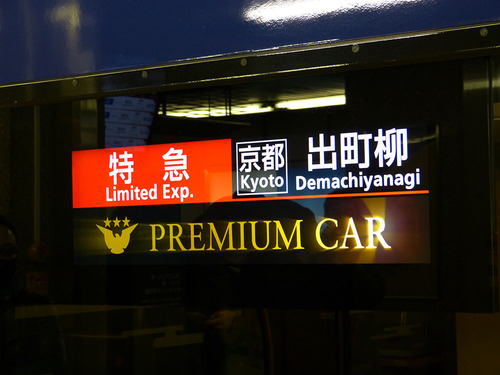 特急 京都 出町柳
Limited Exp. Kyoto Demachiyanagi
PREMIUM CAR